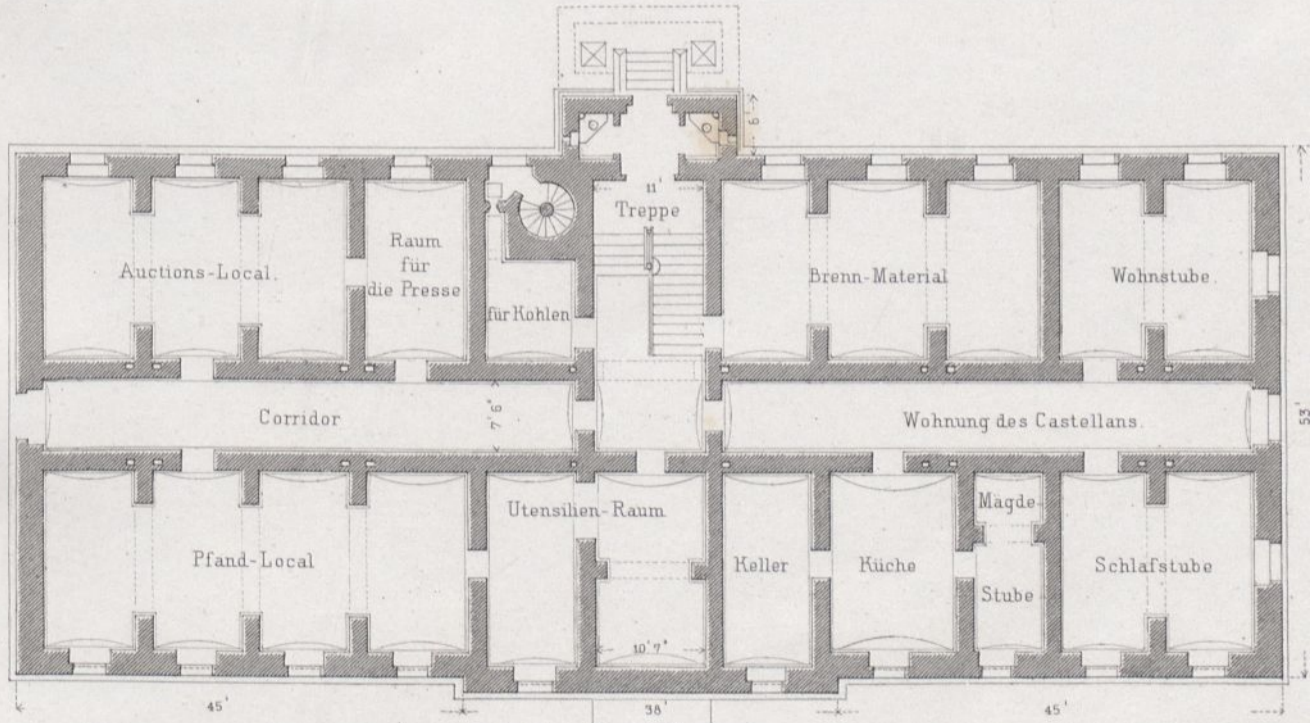 6'
11'
Treppe
Auctions-Local.
Raum
für
die Presse
für Kohlen
Brenn-Material
Wohnstube.
Corridor
7' 6"
Wohnung des Castellans.
53'
Pfand-Local
Utensilien-Raum
10' 7"
Keller
Küche
Mägde-
Stube
Schlafstube
45'
38'
45'